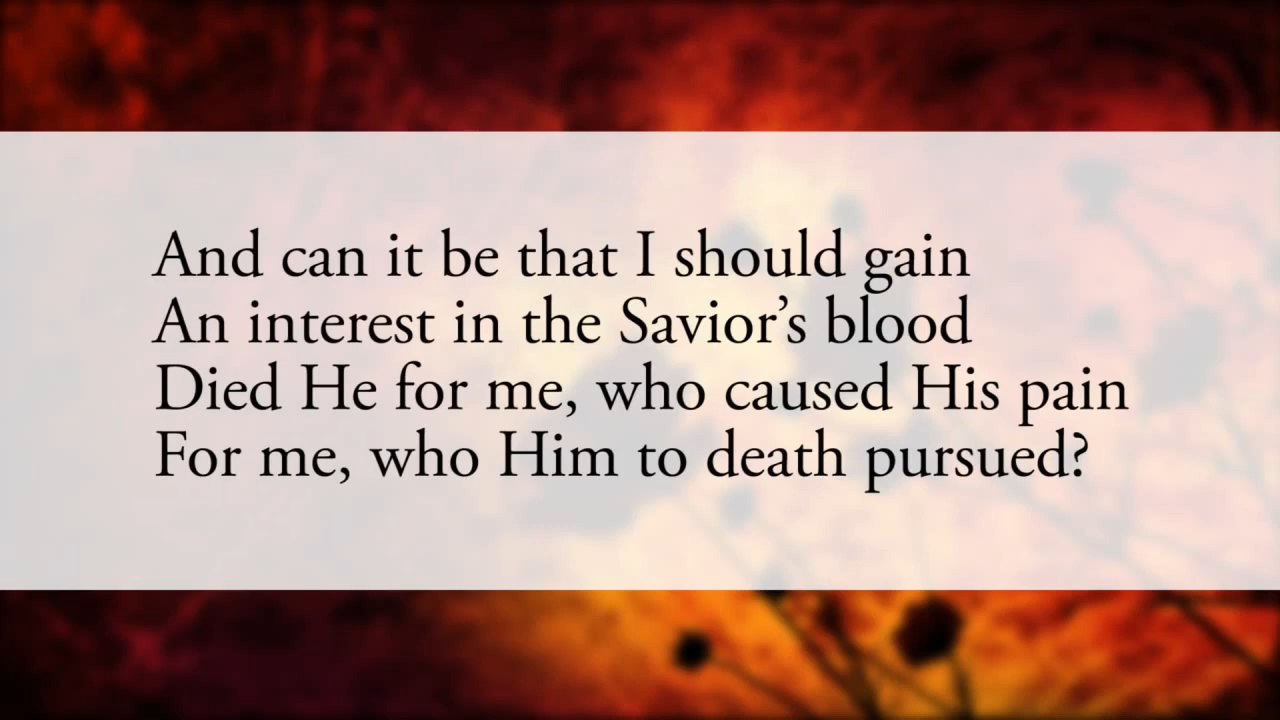 And can it be that I should gain
An interest in the Savior’s blood
Died He for me, who caused His pain
For me, who Him to death pursued?